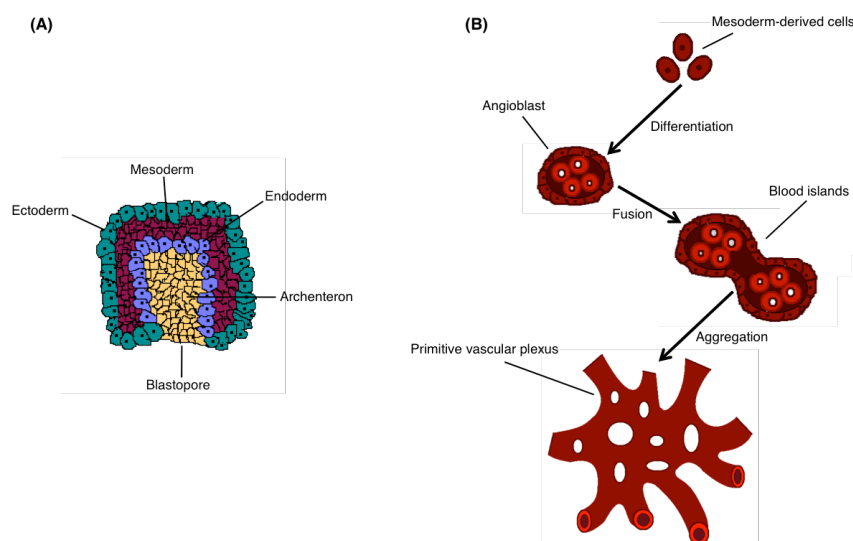 (A)
Mesoderm
Endoderm
Ectoderm
Archenteron
Blastopore
(B)
Mesoderm-derived cells
Angioblast
Differentiation
Blood islands
Fusion
Aggregation
Primitive vascular plexus